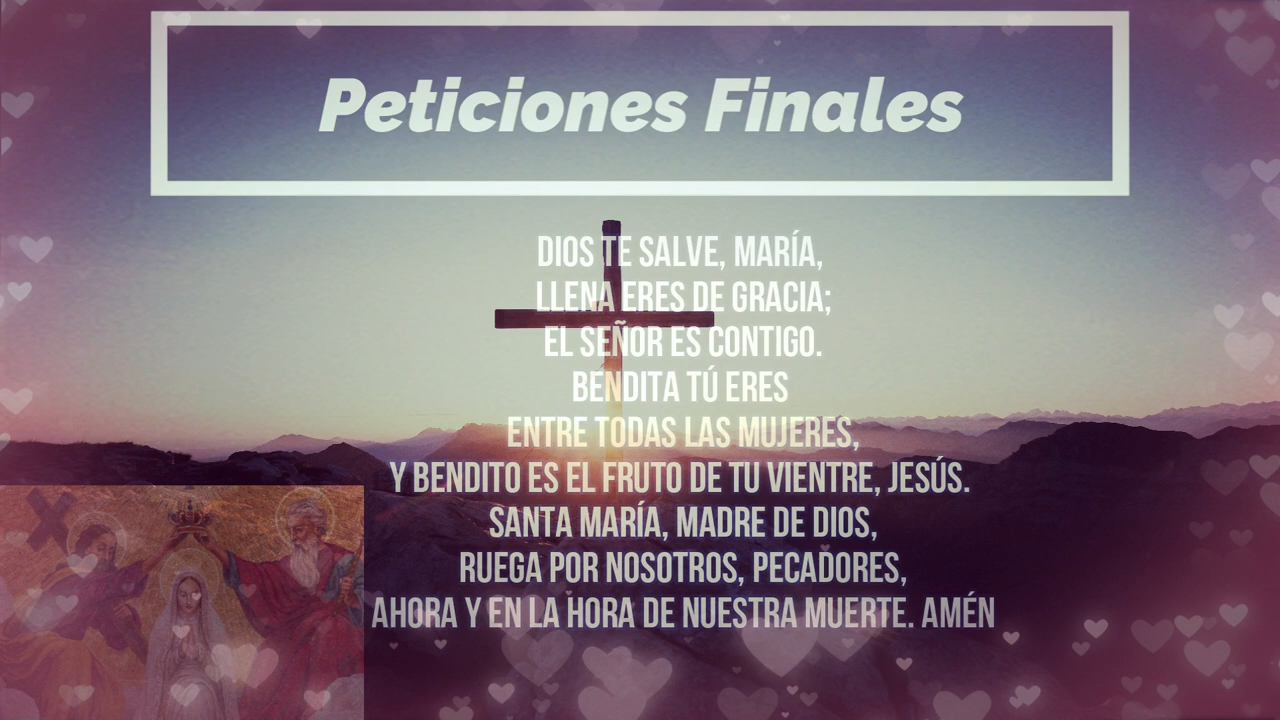 Peticiones Finales
DIOS TE SALVE, MARÍA,
LLENA ERES DE GRACIA;
EL SEÑOR ES CONTIGO.
BENDITA TÚ ERES
ENTRE TODAS LAS MUJERES,
Y BENDITO ES EL FRUTO DE TU VIENTRE, JESÚS.
SANTA MARÍA, MADRE DE DIOS,
RUEGA POR NOSOTROS, PECADORES,
AHORA Y EN LA HORA DE NUESTRA MUERTE. AMÉN